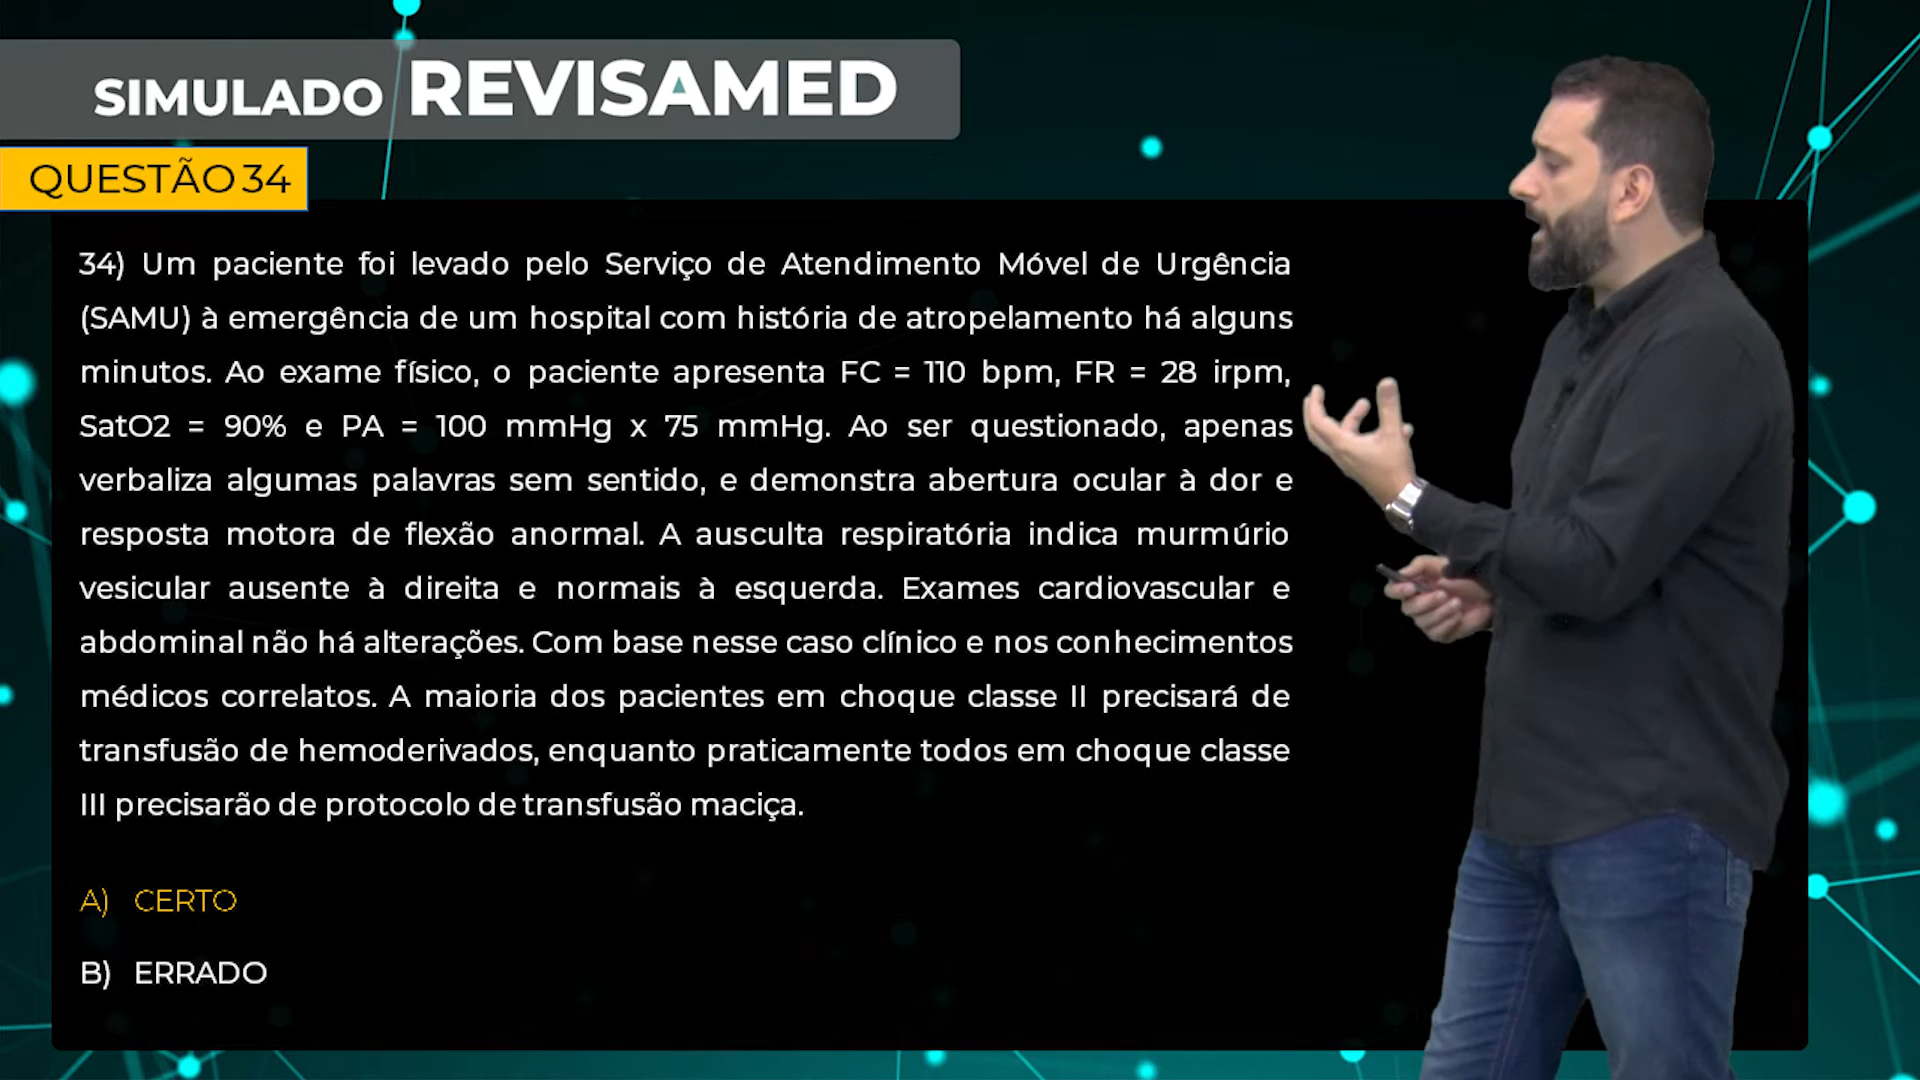 SIMULADO REVISAMED
QUESTÃO 34
34) Um paciente foi levado pelo Serviço de Atendimento Móvel de Urgência
(SAMU) à emergência de um hospital com história de atropelamento há alguns
minutos. Ao exame físico, o paciente apresenta FC = 110 bpm, FR = 28 irpm,
SatO2 = 90% e PA = 100 mmHg x 75 mmHg. Ao ser questionado, apenas
verbaliza algumas palavras sem sentido, e demonstra abertura ocular à dor e
resposta motora de flexão anormal. A ausculta respiratória indica murmúrio
vesicular ausente à direita e normais à esquerda. Exames cardiovascular e
abdominal não há alterações. Com base nesse caso clínico e nos conhecimentos
médicos correlatos. A maioria dos pacientes em choque classe II precisará de
transfusão de hemoderivados, enquanto praticamente todos em choque classe
III precisarão de protocolo de transfusão maciça.
A) CERTO
B) ERRADO